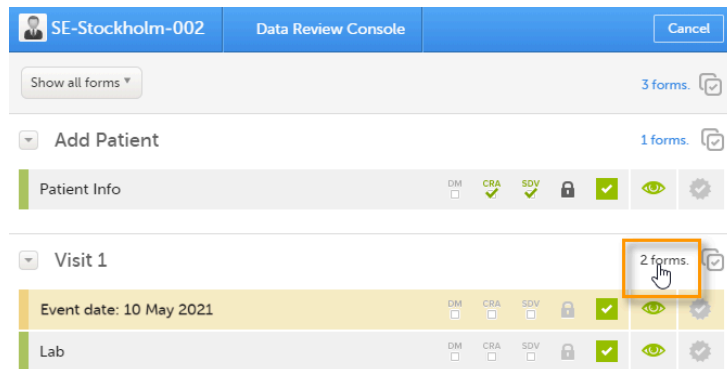 SE-Stockholm-002 Data Review Console Cancel
Show all forms 3 forms.
Add Patient 1 forms.
Patient Info DM CRA SDV
Visit 1 2 forms.
Event date: 10 May 2021 DM CRA SDV
Lab DM CRA SDV